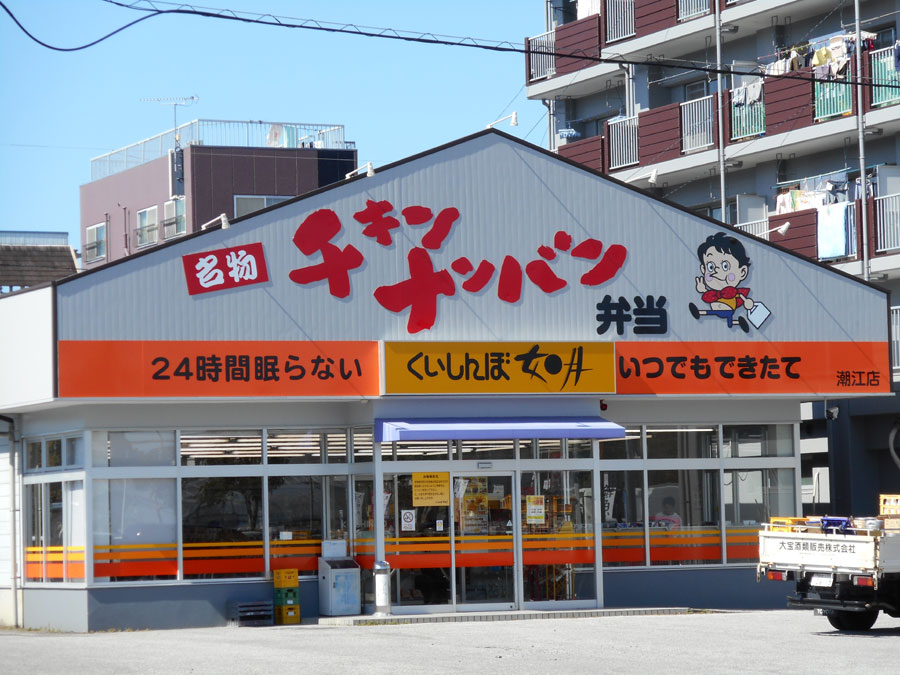 名物
チキン
ナンバン
弁当
24時間眠らない
くいしんぼ如月
いつでもできたて
潮江店
大宝酒類販売株式会社